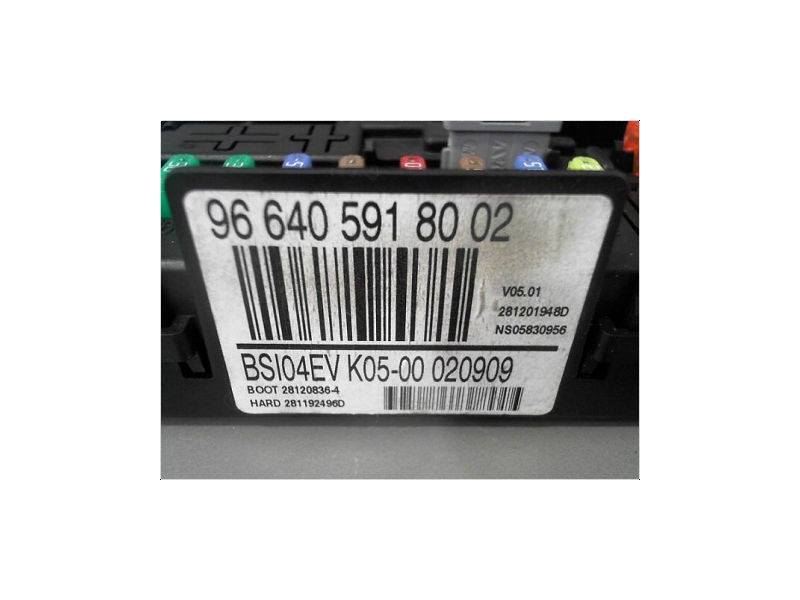 96 640 591 80 02
V05.01
281201948D
NS05830956
BSI04EV K05-00 020909
BOOT 28120836-4
HARD 281192496D